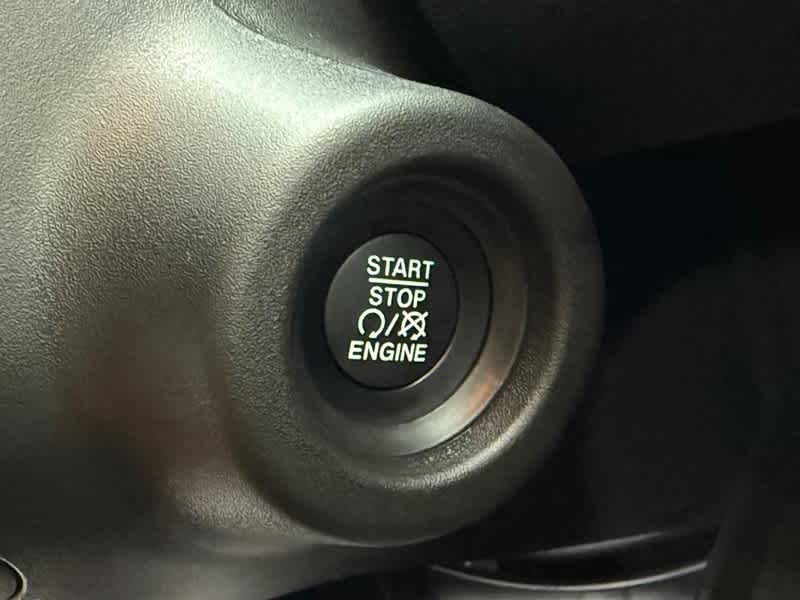 START
STOP
/
ENGINE